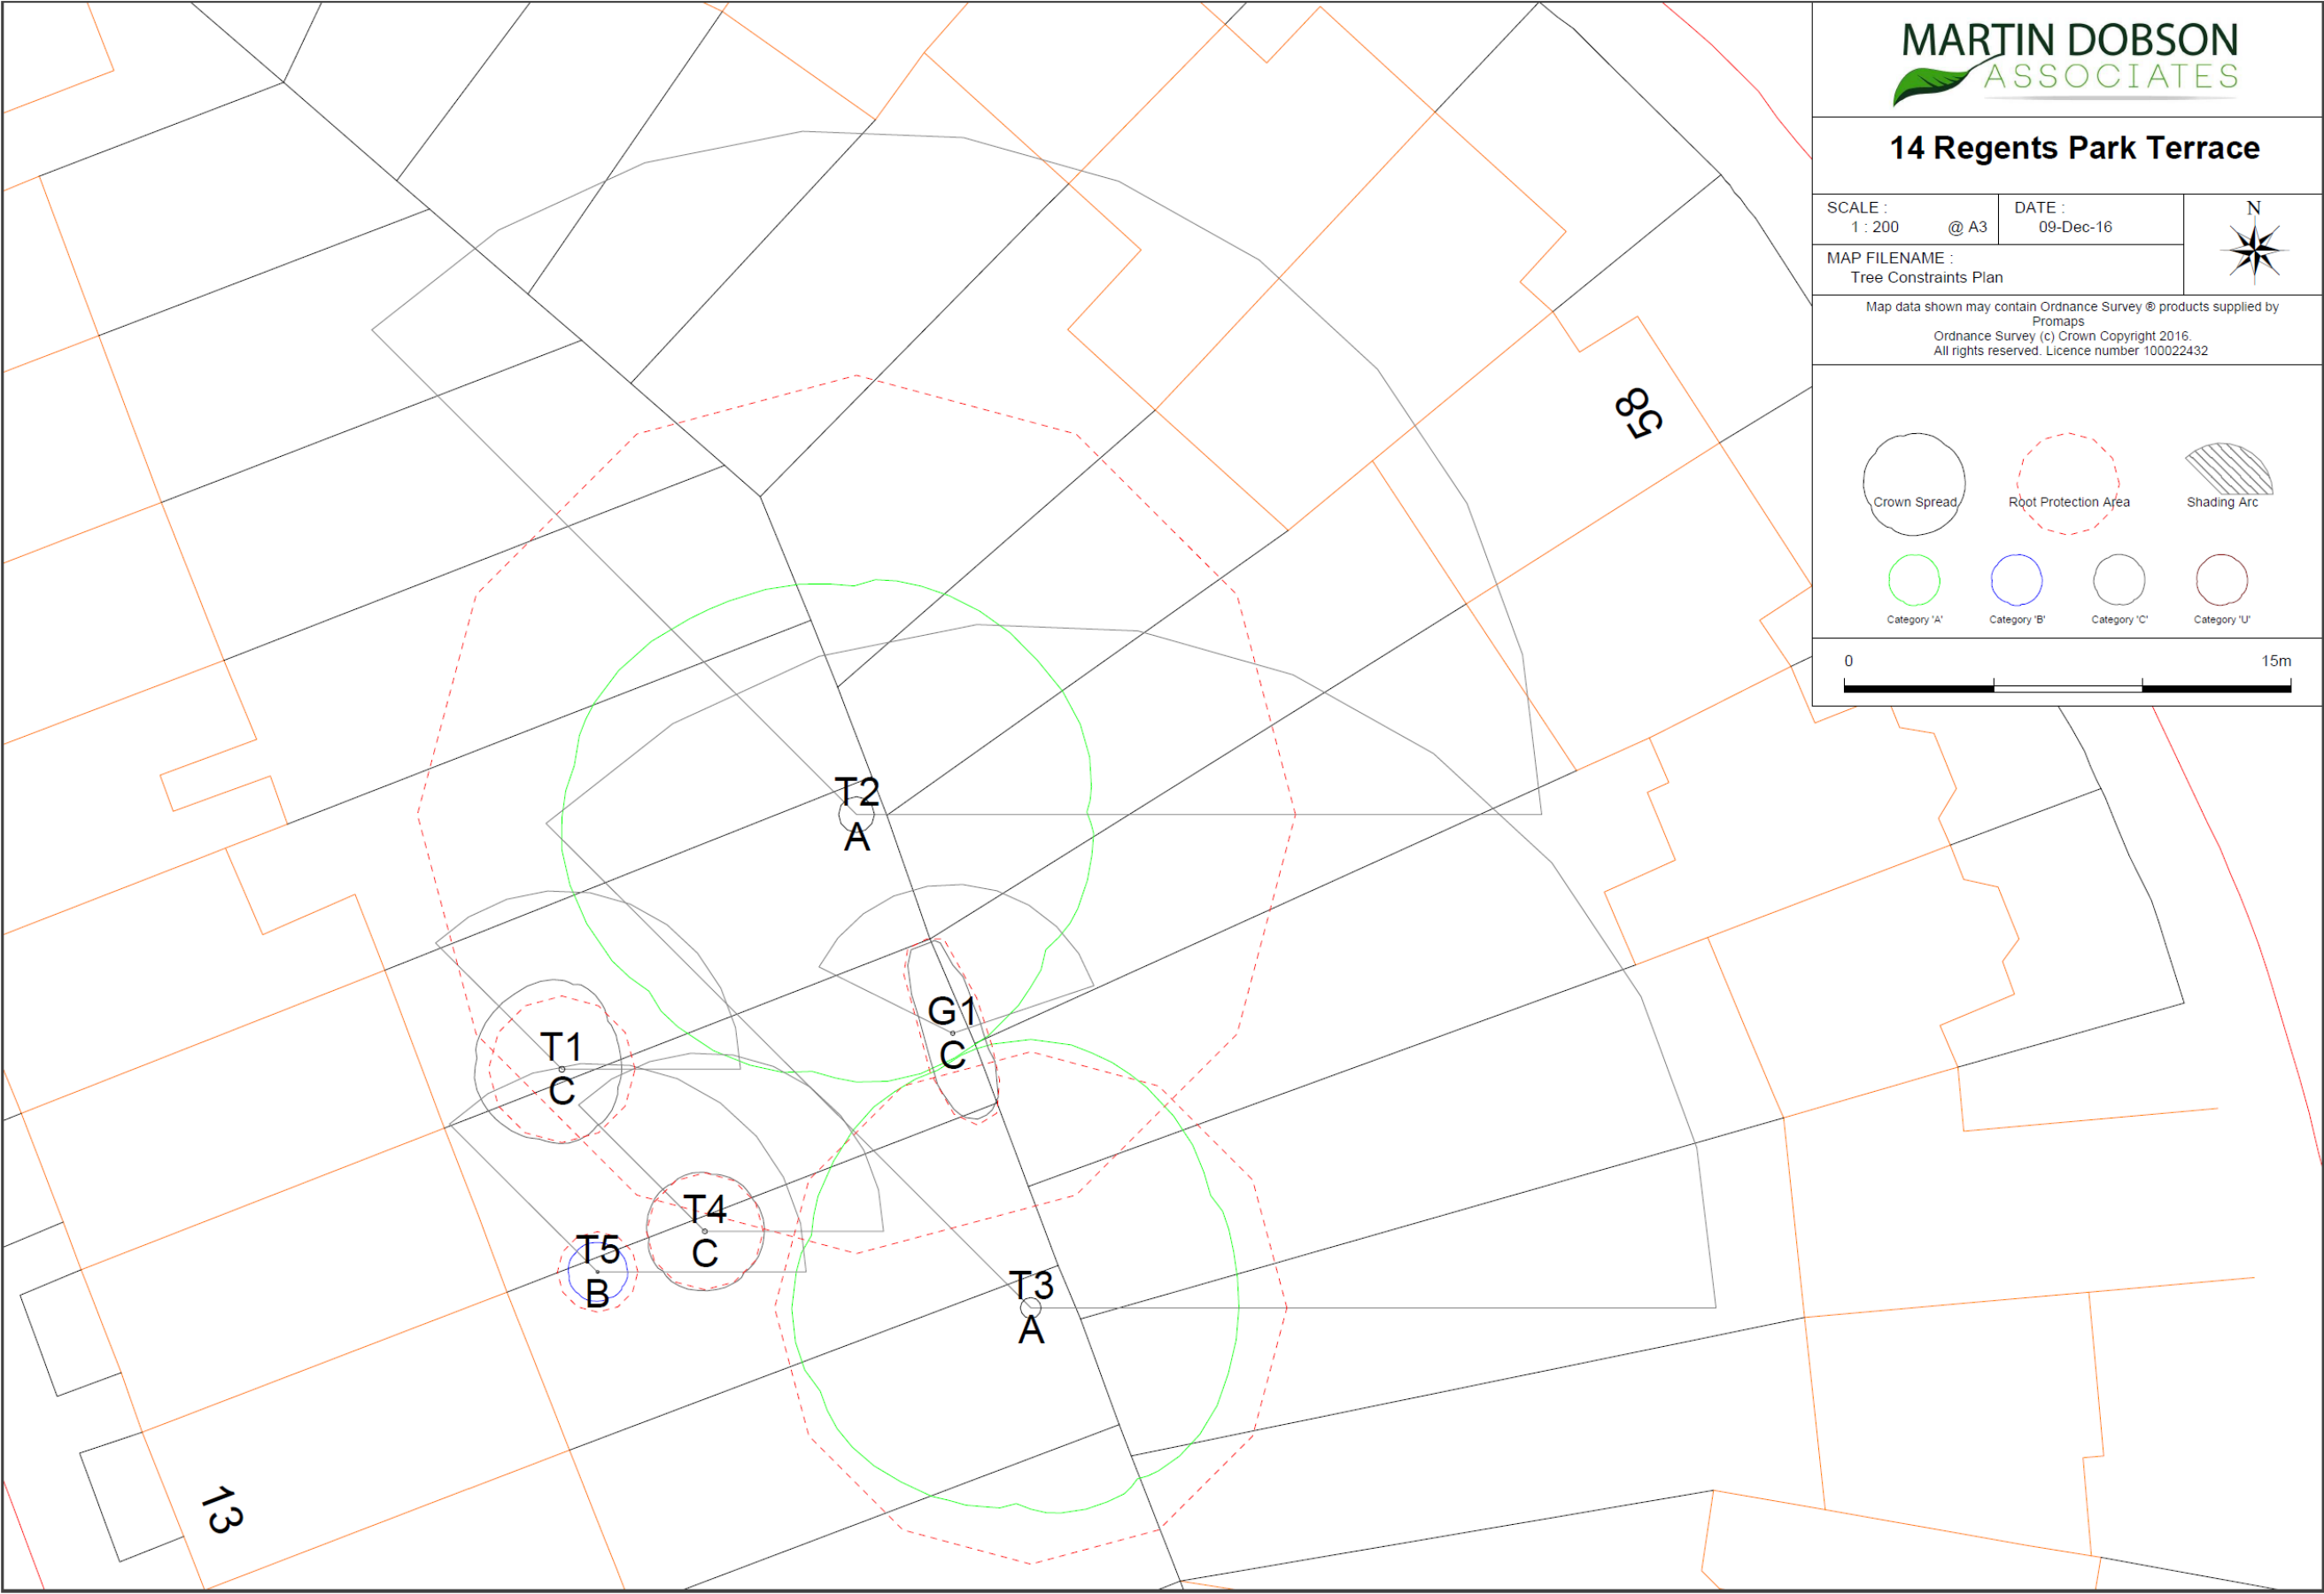 MARTIN DOBSON
ASSOCIATES
14 Regents Park Terrace
SCALE :
1 : 200 @ A3
DATE :
09-Dec-16
N
MAP FILENAME :
Tree Constraints Plan
Map data shown may contain Ordnance Survey ® products supplied by
Promaps
Ordnance Survey (c) Crown Copyright 2016.
All rights reserved. Licence number 100022432
Crown Spread
Root Protection Area
Shading Arc
Category 'A'
Category 'B'
Category 'C'
Category 'U'
0 15m
58
T2
A
G1
C
T1
C
T4
C
T5
B
T3
A
13